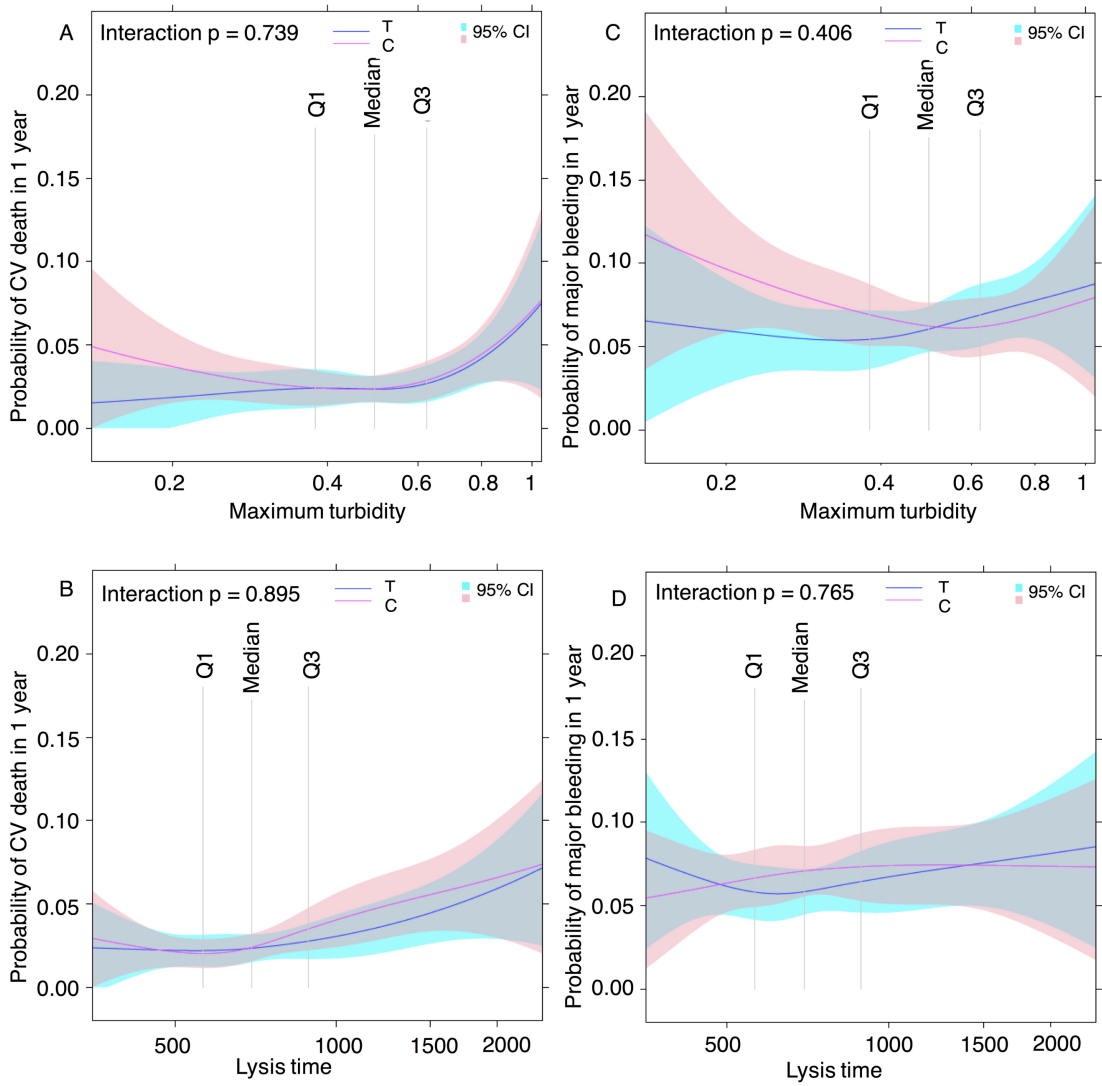 A Interaction p = 0.739 T C 95% CI
Q1 Median Q3
Probability of CV death in 1 year
0.20
0.15
0.10
0.05
0.00
0.2 0.4 0.6 0.8 1
Maximum turbidity
C Interaction p = 0.406 T C 95% CI
Q1 Median Q3
Probability of major bleeding in 1 year
0.20
0.15
0.10
0.05
0.00
0.2 0.4 0.6 0.8 1
Maximum turbidity
B Interaction p = 0.895 T C 95% CI
Q1 Median Q3
Probability of CV death in 1 year
0.20
0.15
0.10
0.05
0.00
500 1000 1500 2000
Lysis time
D Interaction p = 0.765 T C 95% CI
Q1 Median Q3
Probability of major bleeding in 1 year
0.20
0.15
0.10
0.05
0.00
500 1000 1500 2000
Lysis time